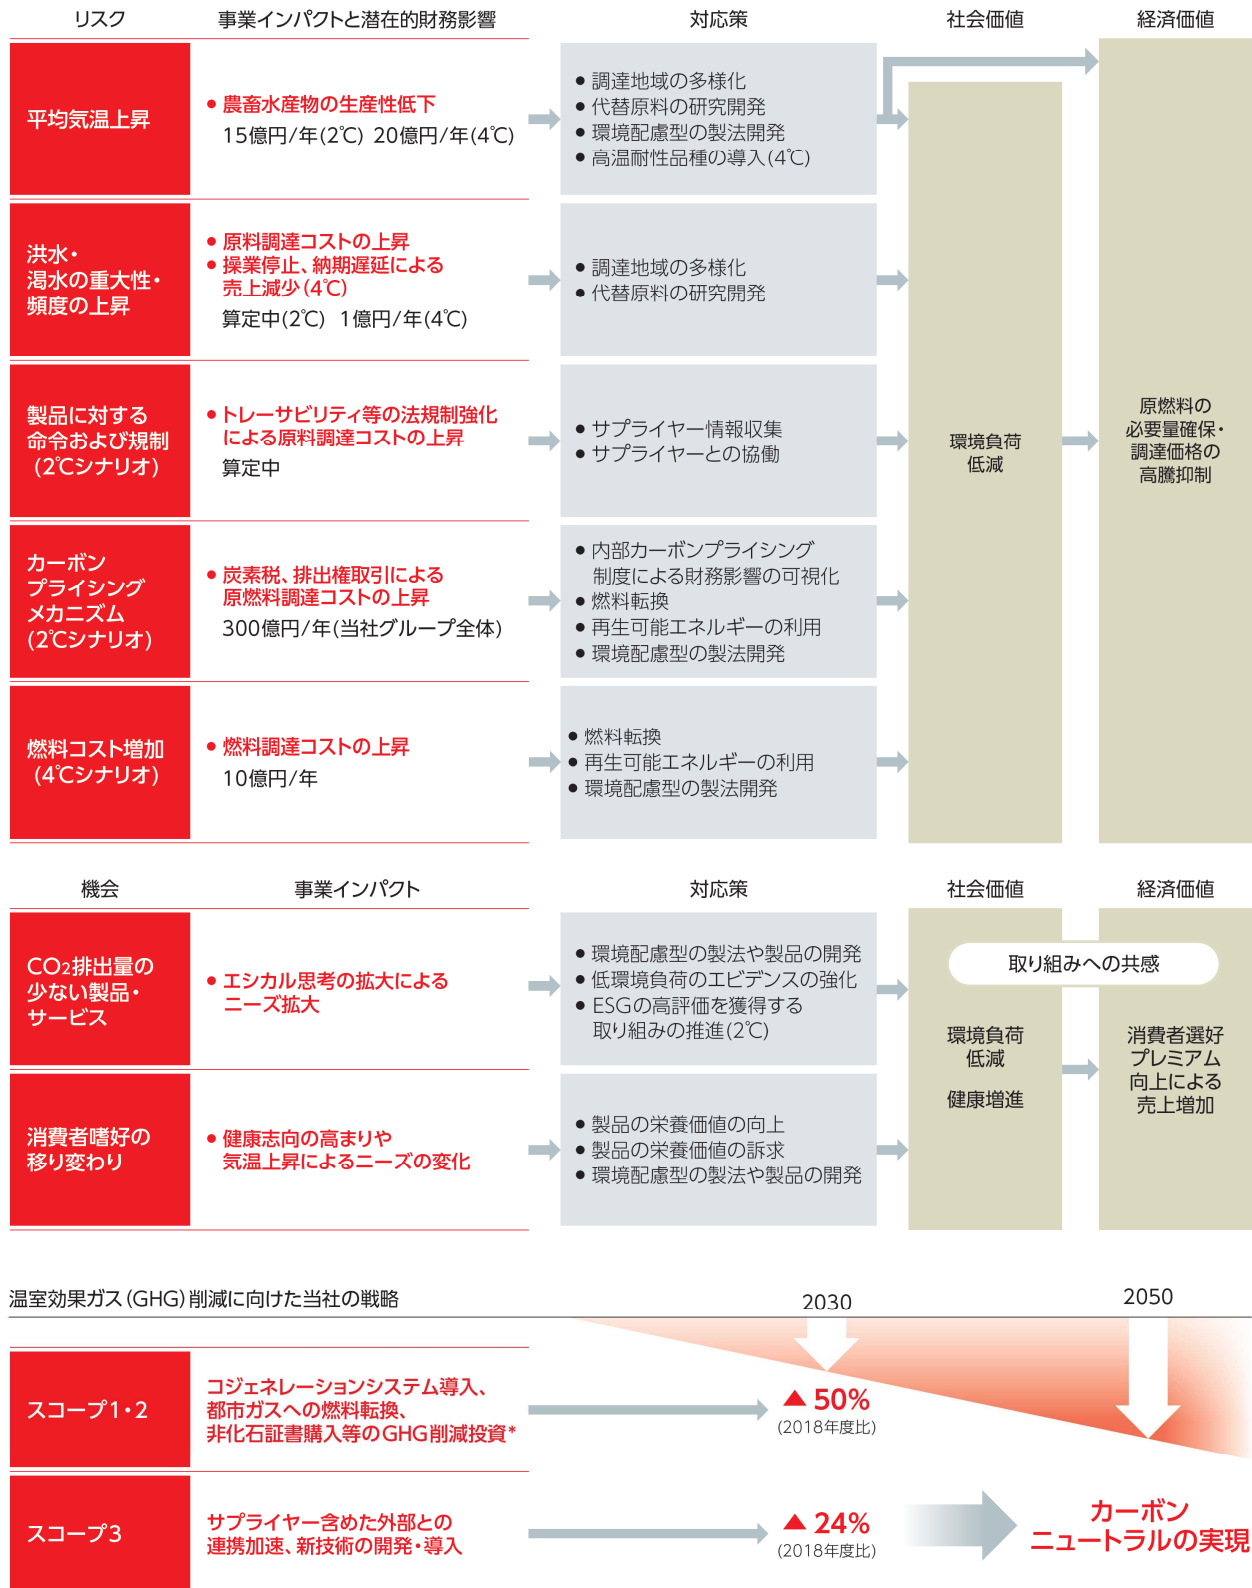 リスク
事業インパクトと潜在的財務影響
対応策
社会価値
経済価値
平均気温上昇
● 農畜水産物の生産性低下
15億円/年(2℃) 20億円/年(4℃)
● 調達地域の多様化
● 代替原料の研究開発
● 環境配慮型の製法開発
● 高温耐性品種の導入(4℃)
洪水・
渇水の重大性・
頻度の上昇
● 原料調達コストの上昇
● 操業停止、納期遅延による
売上減少(4℃)
算定中(2℃) 1億円/年(4℃)
● 調達地域の多様化
● 代替原料の研究開発
製品に対する
命令および規制
(2℃シナリオ)
● トレーサビリティ等の法規制強化
による原料調達コストの上昇
算定中
● サプライヤー情報収集
● サプライヤーとの協働
環境負荷
低減
原燃料の
必要量確保・
調達価格の
高騰抑制
カーボン
プライシング
メカニズム
(2℃シナリオ)
● 炭素税、排出権取引による
原燃料調達コストの上昇
300億円/年(当社グループ全体)
● 内部カーボンプライシング
制度による財務影響の可視化
● 燃料転換
● 再生可能エネルギーの利用
● 環境配慮型の製法開発
燃料コスト増加
(4℃シナリオ)
● 燃料調達コストの上昇
10億円/年
● 燃料転換
● 再生可能エネルギーの利用
● 環境配慮型の製法開発
機会
事業インパクト
対応策
社会価値
経済価値
CO2排出量の
少ない製品・
サービス
● エシカル思考の拡大による
ニーズ拡大
● 環境配慮型の製法や製品の開発
● 低環境負荷のエビデンスの強化
● ESGの高評価を獲得する
取り組みの推進(2℃)
取り組みへの共感
環境負荷
低減
健康増進
消費者選好
プレミアム
向上による
売上増加
消費者嗜好の
移り変わり
● 健康志向の高まりや
気温上昇によるニーズの変化
● 製品の栄養価値の向上
● 製品の栄養価値の訴求
● 環境配慮型の製法や製品の開発
温室効果ガス(GHG)削減に向けた当社の戦略
2030
2050
スコープ1・2
コジェネレーションシステム導入、
都市ガスへの燃料転換、
非化石証書購入等のGHG削減投資*
▲ 50%
(2018年度比)
スコープ3
サプライヤー含めた外部との
連携加速、新技術の開発・導入
▲ 24%
(2018年度比)
カーボン
ニュートラルの実現